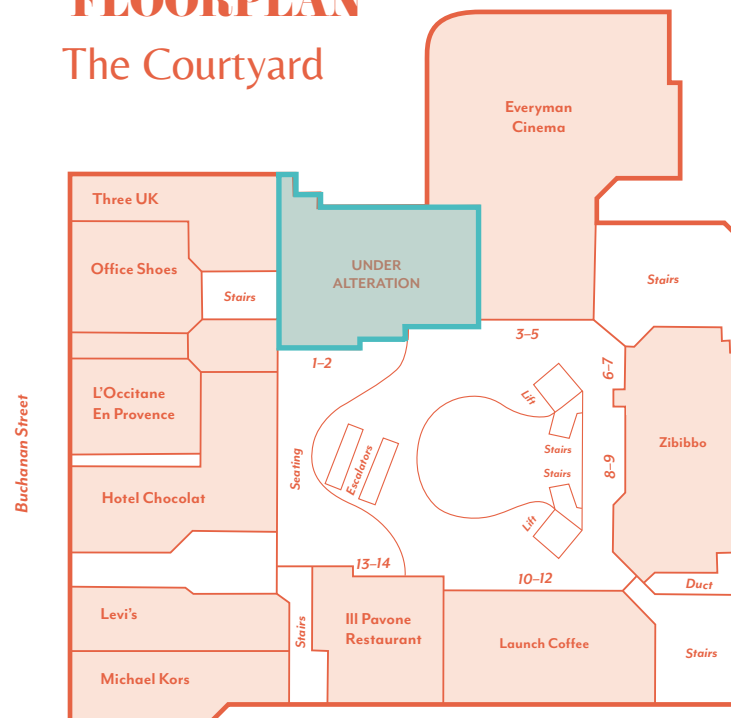 FLOORPLAN
The Courtyard
Everyman
Cinema
Three UK
Office Shoes
Stairs
UNDER
ALTERATION
Stairs
1–2
3–5
6–7
L'Occitane
En Provence
Lift
Buchanan Street
Seating
Escalators
Stairs
Stairs
8–9
Zibibbo
Hotel Chocolat
Lift
13–14
10–12
Duct
Levi's
Stairs
Ill Pavone
Restaurant
Launch Coffee
Stairs
Michael Kors